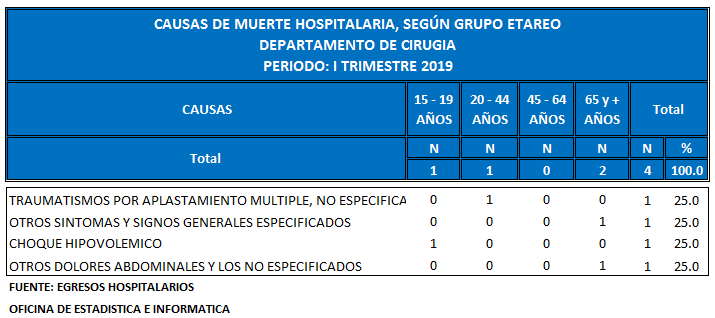 CAUSAS DE MUERTE HOSPITALARIA, SEGÚN GRUPO ETAREO
DEPARTAMENTO DE CIRUGIA
PERIODO: I TRIMESTRE 2019
CAUSAS 15 - 19 AÑOS 20 - 44 AÑOS 45 - 64 AÑOS 65 y + AÑOS Total
Total N N N N N %
1 1 0 2 4 100.0
TRAUMATISMOS POR APLASTAMIENTO MULTIPLE, NO ESPECIFICA 0 1 0 0 1 25.0
OTROS SINTOMAS Y SIGNOS GENERALES ESPECIFICADOS 0 0 0 1 1 25.0
CHOQUE HIPOVOLEMICO 1 0 0 0 1 25.0
OTROS DOLORES ABDOMINALES Y LOS NO ESPECIFICADOS 0 0 0 1 1 25.0
FUENTE: EGRESOS HOSPITALARIOS
OFICINA DE ESTADISTICA E INFORMATICA